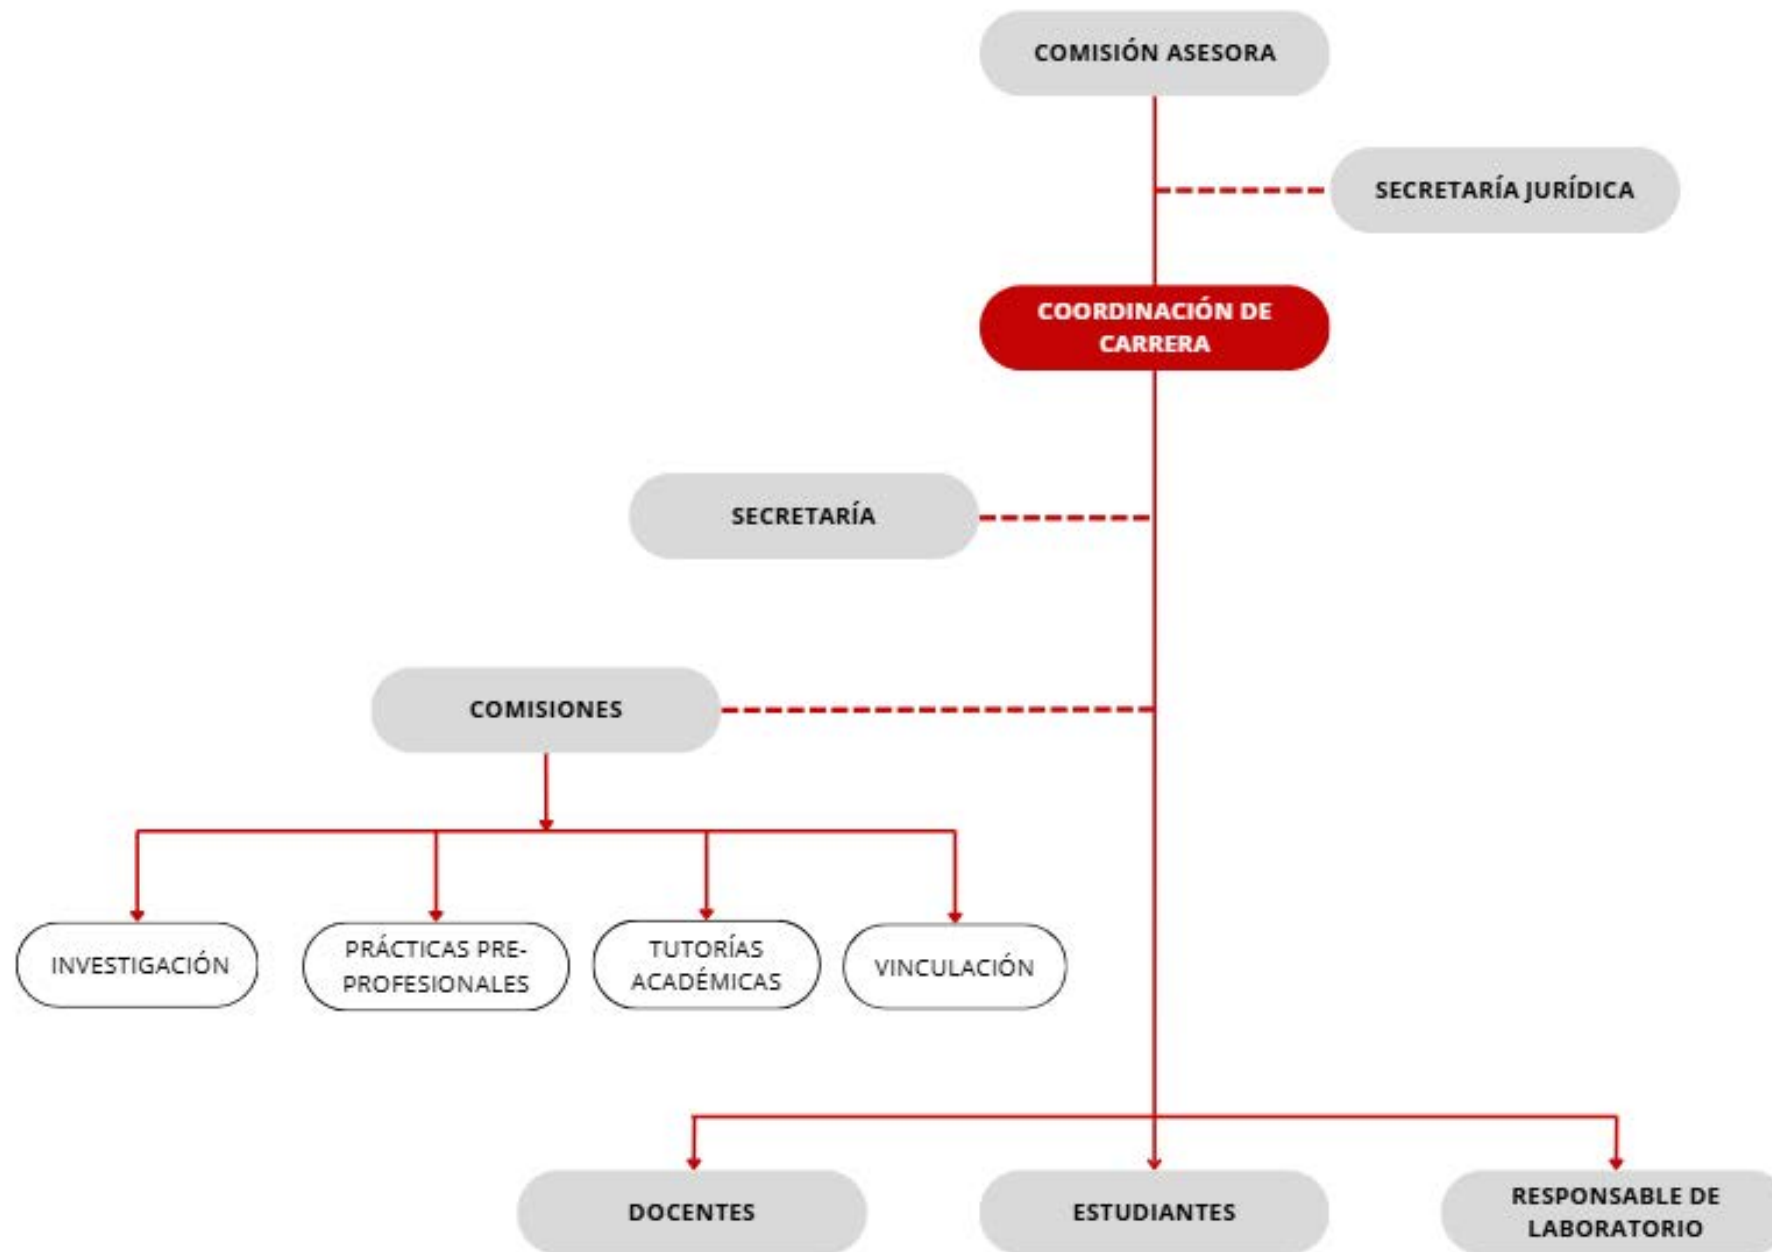 COMISIÓN ASESORA
SECRETARÍA JURÍDICA
COORDINACIÓN DE
CARRERA
SECRETARÍA
COMISIONES
INVESTIGACIÓN
PRÁCTICAS PRE-
PROFESIONALES
TUTORÍAS
ACADÉMICAS
VINCULACIÓN
DOCENTES
ESTUDIANTES
RESPONSABLE DE
LABORATORIO